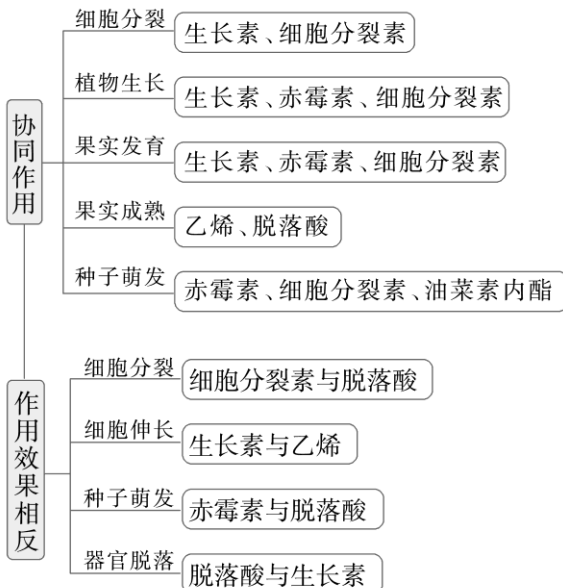 协同作用
细胞分裂
生长素、细胞分裂素
植物生长
生长素、赤霉素、细胞分裂素
果实发育
生长素、赤霉素、细胞分裂素
果实成熟
乙烯、脱落酸
种子萌发
赤霉素、细胞分裂素、油菜素内酯
作用效果相反
细胞分裂
细胞分裂素与脱落酸
细胞伸长
生长素与乙烯
种子萌发
赤霉素与脱落酸
器官脱落
脱落酸与生长素